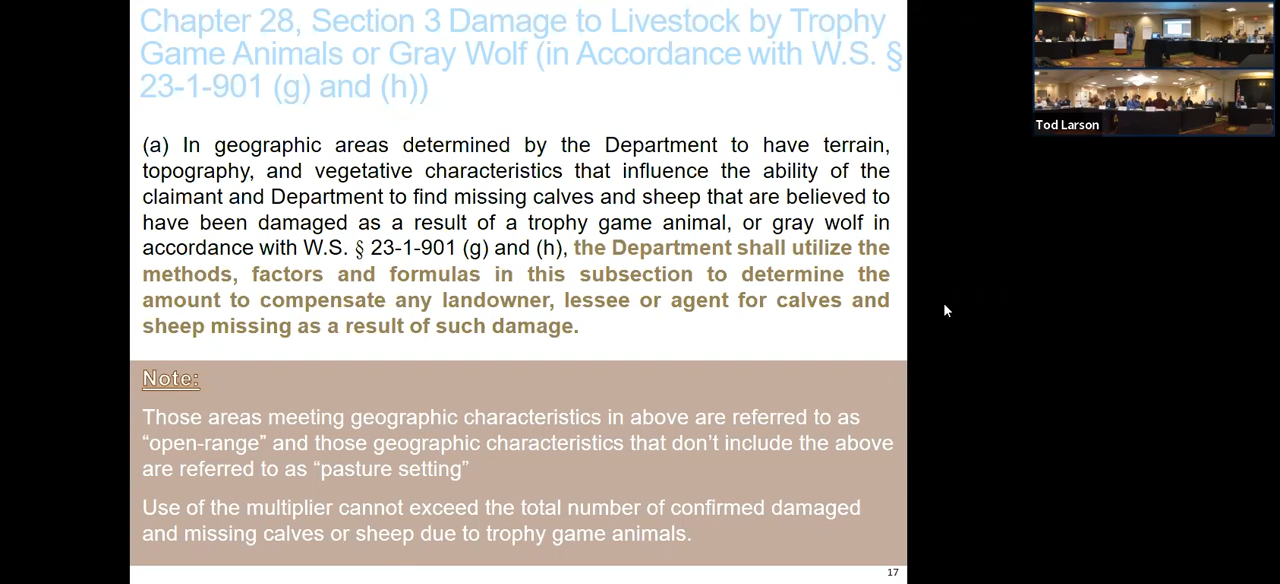 Chapter 28, Section 3 Damage to Livestock by Trophy
Game Animals or Gray Wolf (in Accordance with W.S. §
23-1-901 (g) and (h))
(a) In geographic areas determined by the Department to have terrain,
topography, and vegetative characteristics that influence the ability of the
claimant and Department to find missing calves and sheep that are believed to
have been damaged as a result of a trophy game animal, or gray wolf in
accordance with W.S. § 23-1-901 (g) and (h), the Department shall utilize the
methods, factors and formulas in this subsection to determine the
amount to compensate any landowner, lessee or agent for calves and
sheep missing as a result of such damage.
Note:
Those areas meeting geographic characteristics in above are referred to as
“open-range” and those geographic characteristics that don’t include the above
are referred to as “pasture setting”
Use of the multiplier cannot exceed the total number of confirmed damaged
and missing calves or sheep due to trophy game animals.
17
Tod Larson